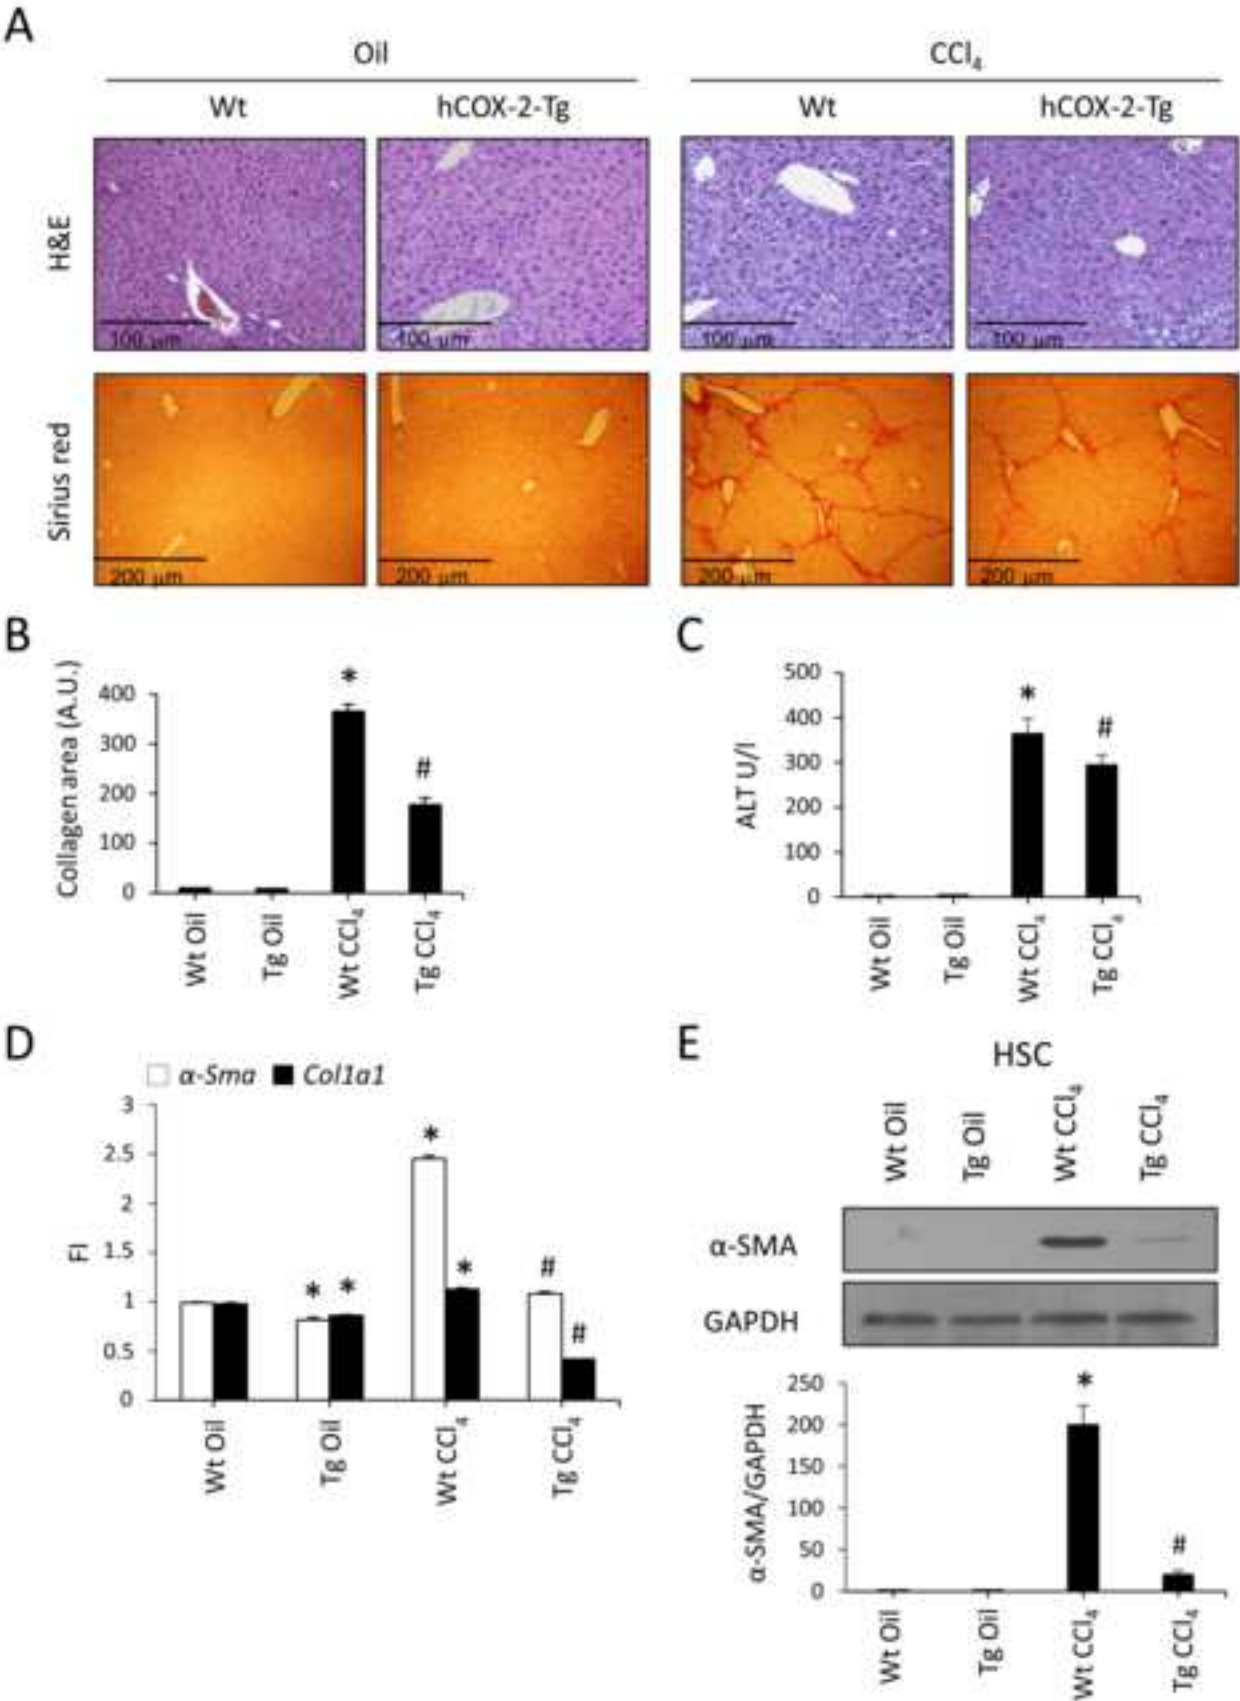 A
Oil
CCl₄
Wt
hCOX-2-Tg
Wt
hCOX-2-Tg
H&E
100 μm
100 μm
100 μm
100 μm
Sirius red
200 μm
200 μm
200 μm
200 μm
B
Collagen area (A.U.)
400
300
200
100
0
*
#
Wt Oil
Tg Oil
Wt CCl₄
Tg CCl₄
C
ALT U/l
500
400
300
200
100
0
*
#
Wt Oil
Tg Oil
Wt CCl₄
Tg CCl₄
D
α-Sma
Col1a1
FI
3
2.5
2
1.5
1
0.5
0
* *
*
*
#
#
Wt Oil
Tg Oil
Wt CCl₄
Tg CCl₄
E
HSC
Wt Oil
Tg Oil
Wt CCl₄
Tg CCl₄
α-SMA
GAPDH
α-SMA/GAPDH
250
200
150
100
50
0
*
#
Wt Oil
Tg Oil
Wt CCl₄
Tg CCl₄